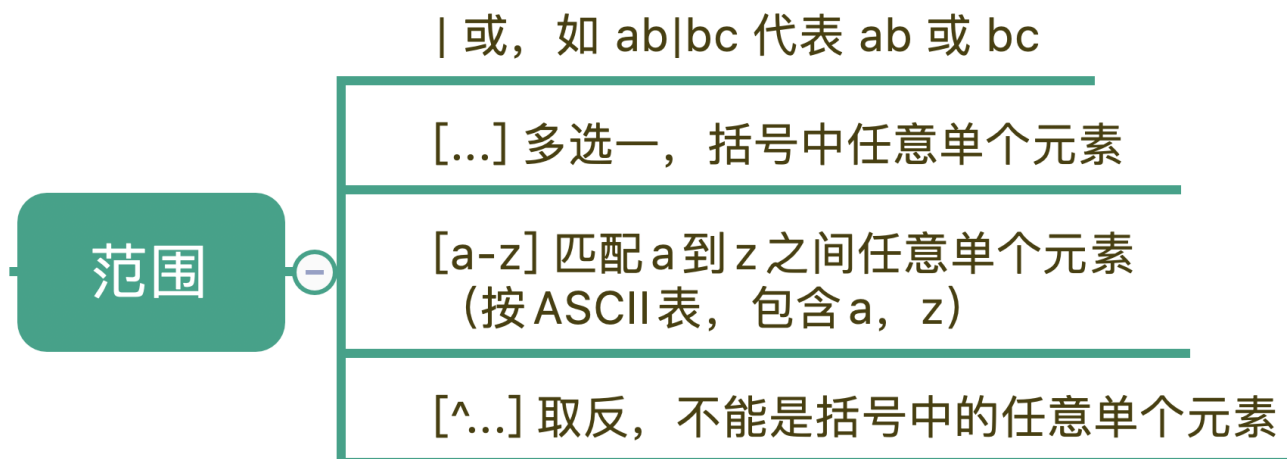 范围
| 或，如 ab|bc 代表 ab 或 bc
[...] 多选一，括号中任意单个元素
[a-z] 匹配 a 到 z 之间任意单个元素
（按 ASCII 表，包含 a，z）
[^...] 取反，不能是括号中的任意单个元素